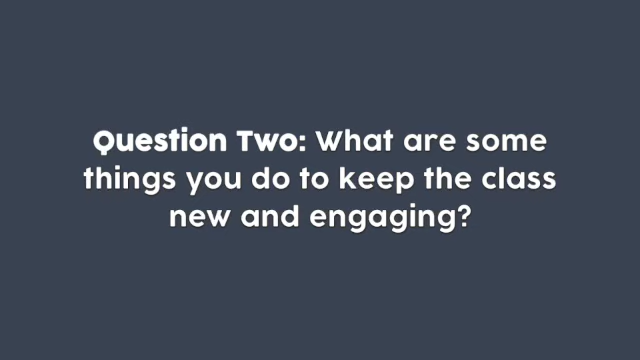 Question Two: What are some
things you do to keep the class
new and engaging?